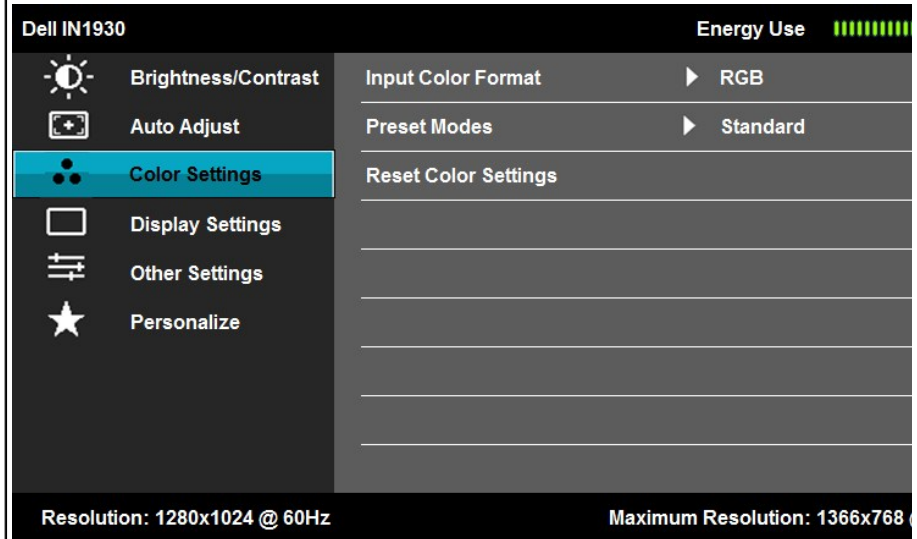 Dell IN1930 Energy Use
Brightness/Contrast Input Color Format RGB
Auto Adjust Preset Modes Standard
Color Settings Reset Color Settings
Display Settings
Other Settings
Personalize
Resolution: 1280x1024 @ 60Hz Maximum Resolution: 1366x768 @